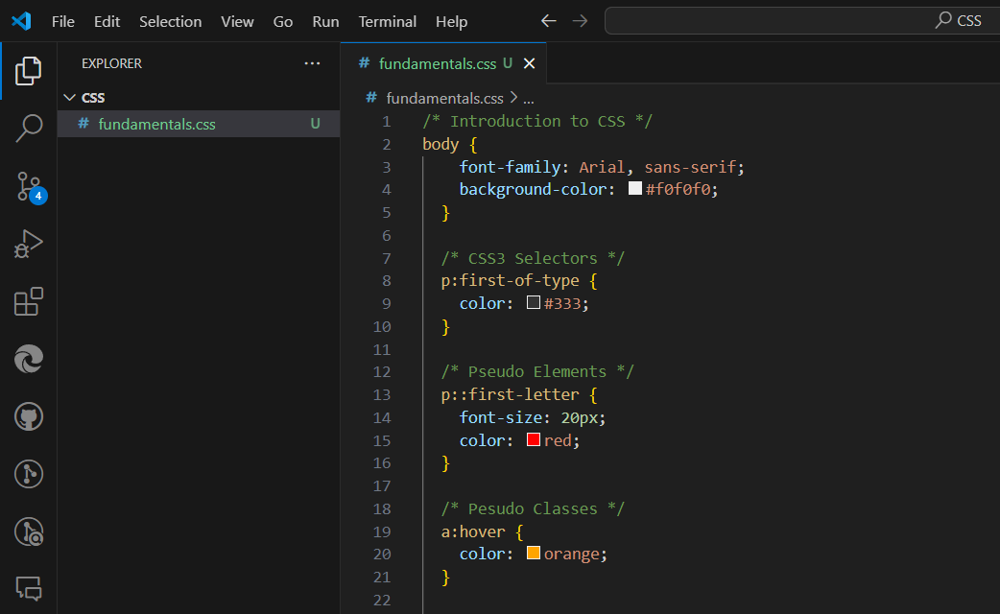 File Edit Selection View Go Run Terminal Help CSS
EXPLORER ...
CSS
# fundamentals.css U
4
# fundamentals.css U
# fundamentals.css > ...
1 /* Introduction to CSS */
2 body {
3 font-family: Arial, sans-serif;
4 background-color: #f0f0f0;
5 }
6
7 /* CSS3 Selectors */
8 p:first-of-type {
9 color: #333;
10 }
11
12 /* Pseudo Elements */
13 p::first-letter {
14 font-size: 20px;
15 color: red;
16 }
17
18 /* Pesudo Classes */
19 a:hover {
20 color: orange;
21 }
22